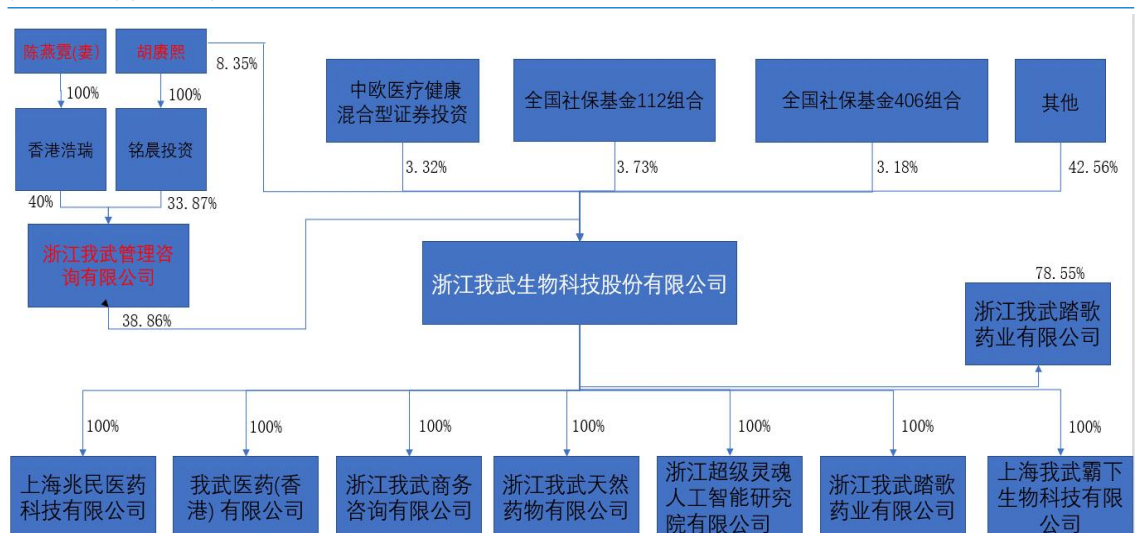 陈燕霓(妻)
胡赓熙
8.35%
100%
100%
香港浩瑞
铭晨投资
40%
33.87%
浙江我武管理咨
询有限公司
38.86%
中欧医疗健康
混合型证券投资
全国社保基金112组合
全国社保基金406组合
其他
3.32%
3.73%
3.18%
42.56%
浙江我武生物科技股份有限公司
78.55%
浙江我武踏歌
药业有限公司
100%
100%
100%
100%
100%
100%
100%
上海兆民医药
科技有限公司
我武医药(香
港) 有限公司
浙江我武商务
咨询有限公司
浙江我武天然
药物有限公司
浙江超级灵魂
人工智能研究
院有限公司
浙江我武踏歌
药业有限公司
上海我武霸下
生物科技有限
公司